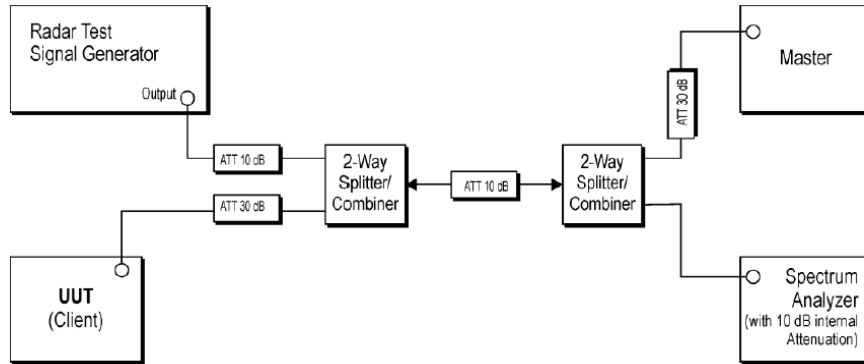 Radar Test
Signal Generator
Output
ATT 10 dB
ATT 30 dB
UUT
(Client)
2-Way
Splitter/
Combiner
ATT 10 dB
2-Way
Splitter/
Combiner
ATT 30 dB
Master
Spectrum
Analyzer
(with 10 dB internal
Attenuation)